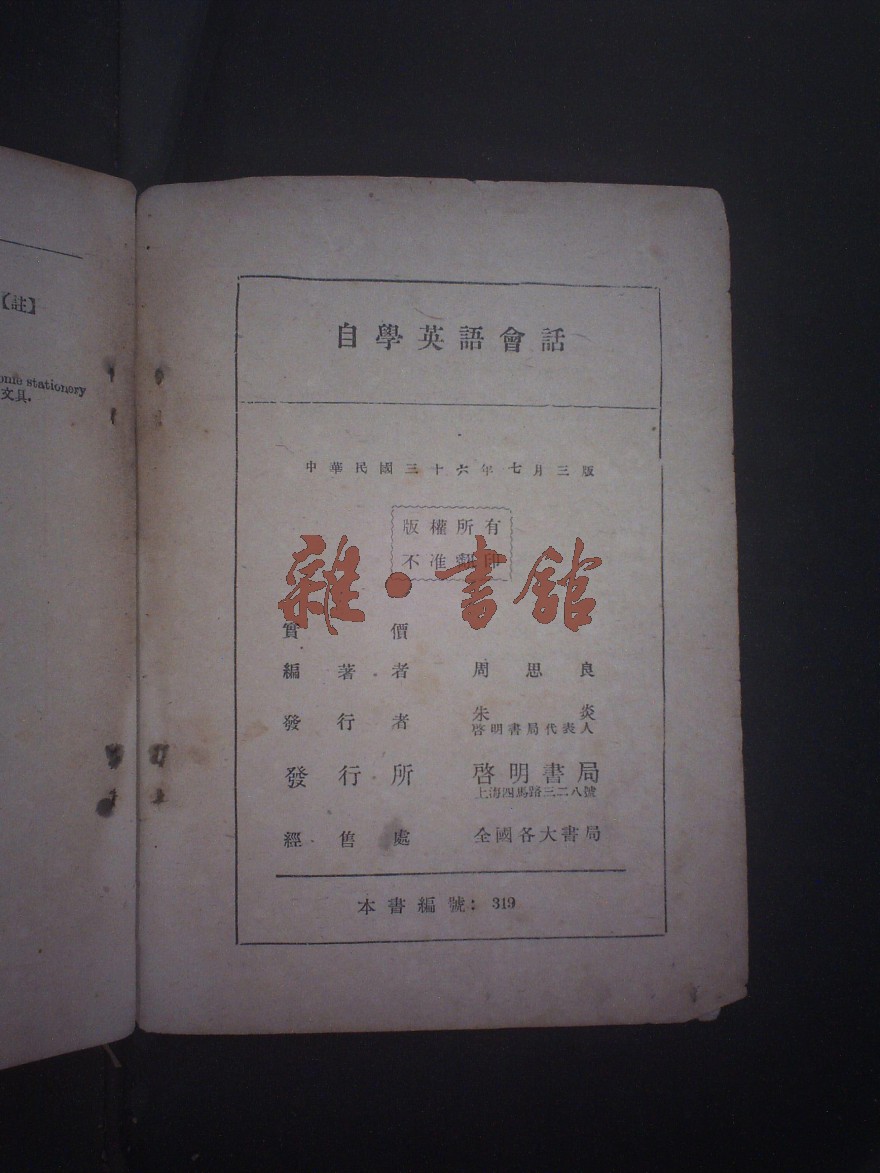 【註】
some stationery
文具.
自學英語會話
中華民國三十六年七月三版
版權所有
不准翻印
雜·書館
實價
編著者 周思良
發行者 朱炎
啓明書局代表人
發行所 啓明書局
上海四馬路三二八號
經售處 全國各大書局
本書編號：319